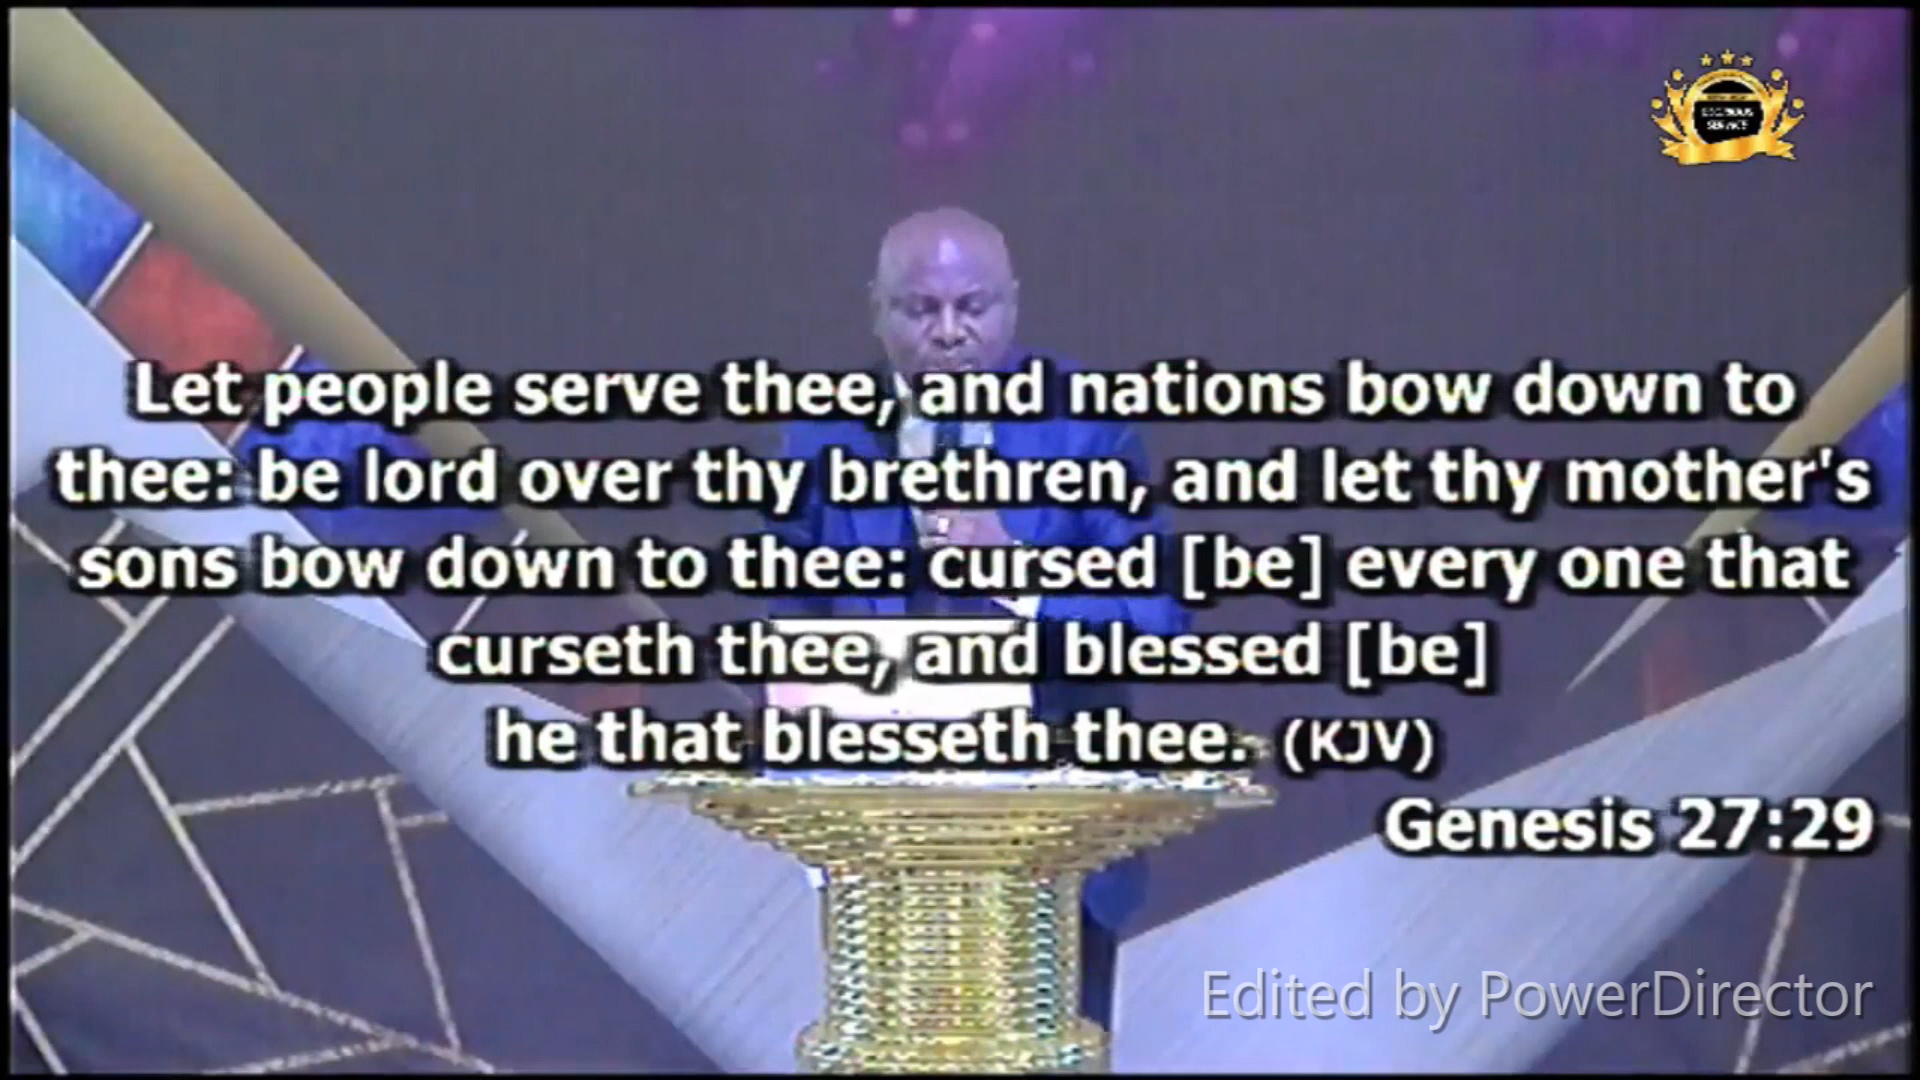 Let people serve thee, and nations bow down to
thee: be lord over thy brethren, and let thy mother's
sons bow down to thee: cursed [be] every one that
curseth thee, and blessed [be]
he that blesseth thee. (KJV)
Genesis 27:29
Edited by PowerDirector